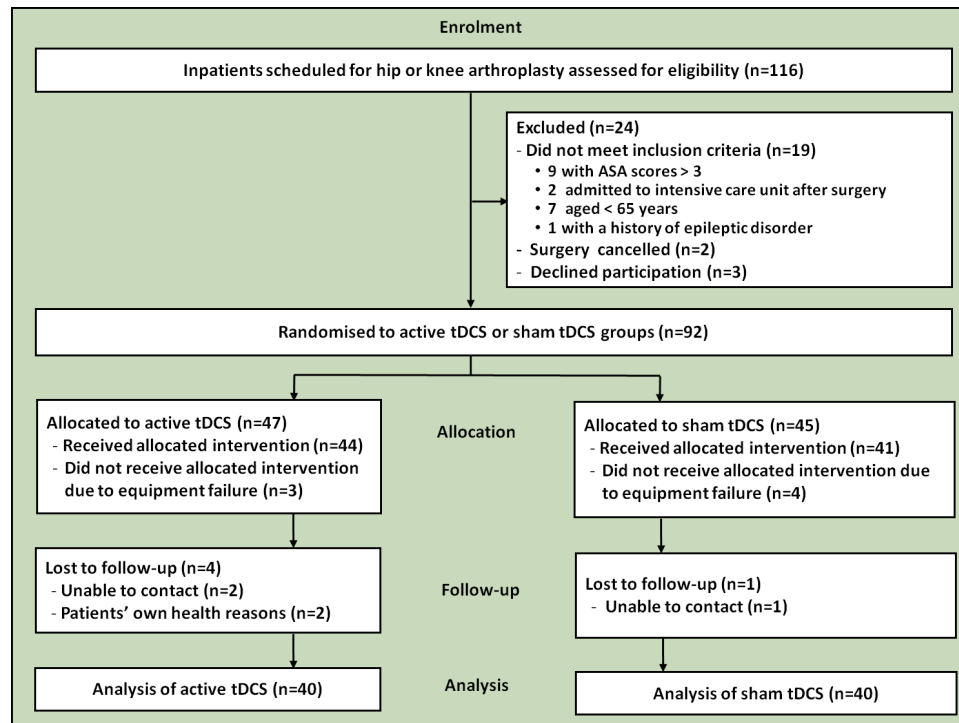 Enrolment
Inpatients scheduled for hip or knee arthroplasty assessed for eligibility (n=116)
Excluded (n=24)
- Did not meet inclusion criteria (n=19)
• 9 with ASA scores > 3
• 2 admitted to intensive care unit after surgery
• 7 aged < 65 years
• 1 with a history of epileptic disorder
- Surgery cancelled (n=2)
- Declined participation (n=3)
Randomised to active tDCS or sham tDCS groups (n=92)
Allocated to active tDCS (n=47)
- Received allocated intervention (n=44)
- Did not receive allocated intervention
due to equipment failure (n=3)
Allocation
Allocated to sham tDCS (n=45)
- Received allocated intervention (n=41)
- Did not receive allocated intervention due
to equipment failure (n=4)
Lost to follow-up (n=4)
- Unable to contact (n=2)
- Patients’ own health reasons (n=2)
Follow-up
Lost to follow-up (n=1)
- Unable to contact (n=1)
Analysis of active tDCS (n=40)
Analysis
Analysis of sham tDCS (n=40)